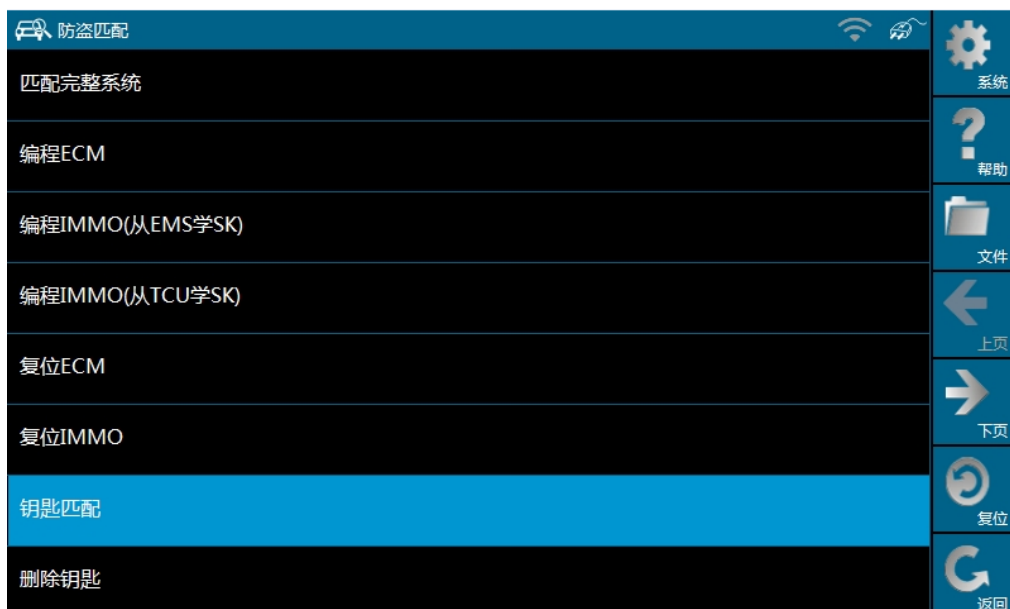 防盗匹配
匹配完整系统
编程ECM
编程IMMO(从EMS学SK)
编程IMMO(从TCU学SK)
复位ECM
复位IMMO
钥匙匹配
删除钥匙
系统
帮助
文件
上页
下页
复位
返回